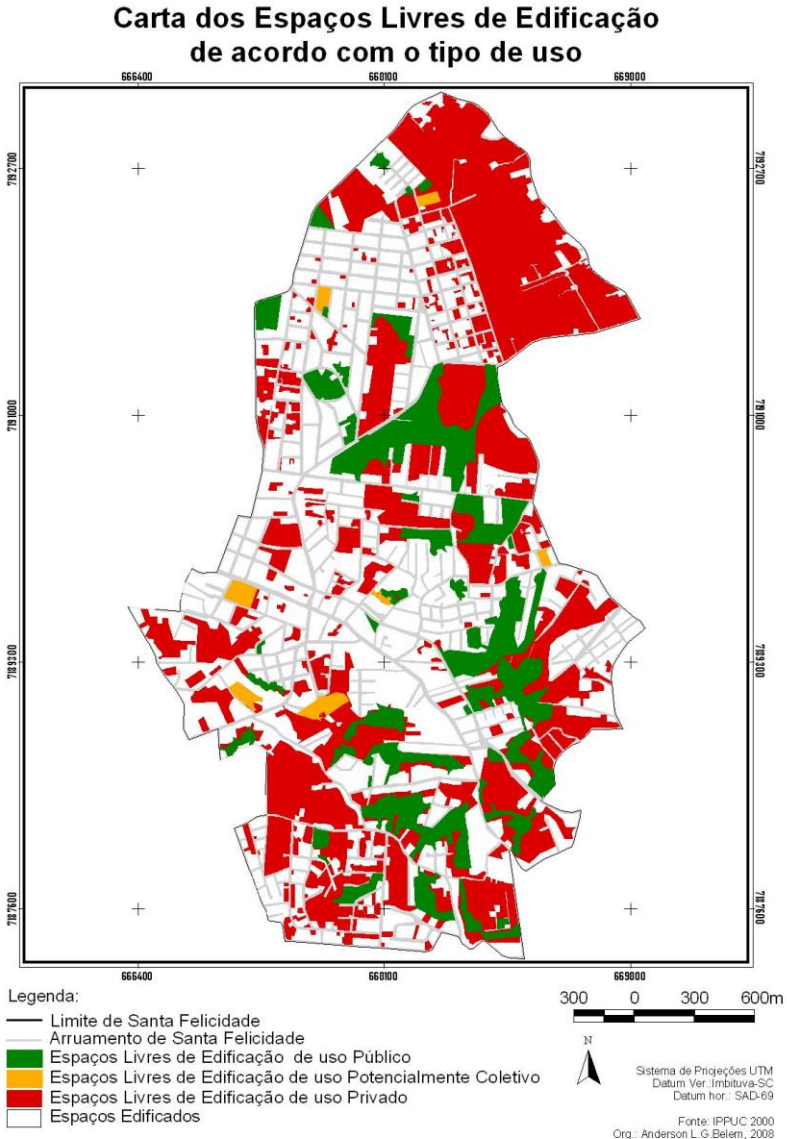 Carta dos Espaços Livres de Edificação
de acordo com o tipo de uso
666400 668100 669800
7192700 7192700
7191000 7191000
7189300 7189300
7187600 7187600
666400 668100 669800
Legenda:
Limite de Santa Felicidade
Arruamento de Santa Felicidade
Espaços Livres de Edificação de uso Público
Espaços Livres de Edificação de uso Potencialmente Coletivo
Espaços Livres de Edificação de uso Privado
Espaços Edificados
300 0 300 600m
N
Sistema de Projeções UTM
Datum Ver.:Imbituva-SC
Datum hor.: SAD-69
Fonte: IPPUC 2000
Org.: Anderson L.G.Belem, 2008